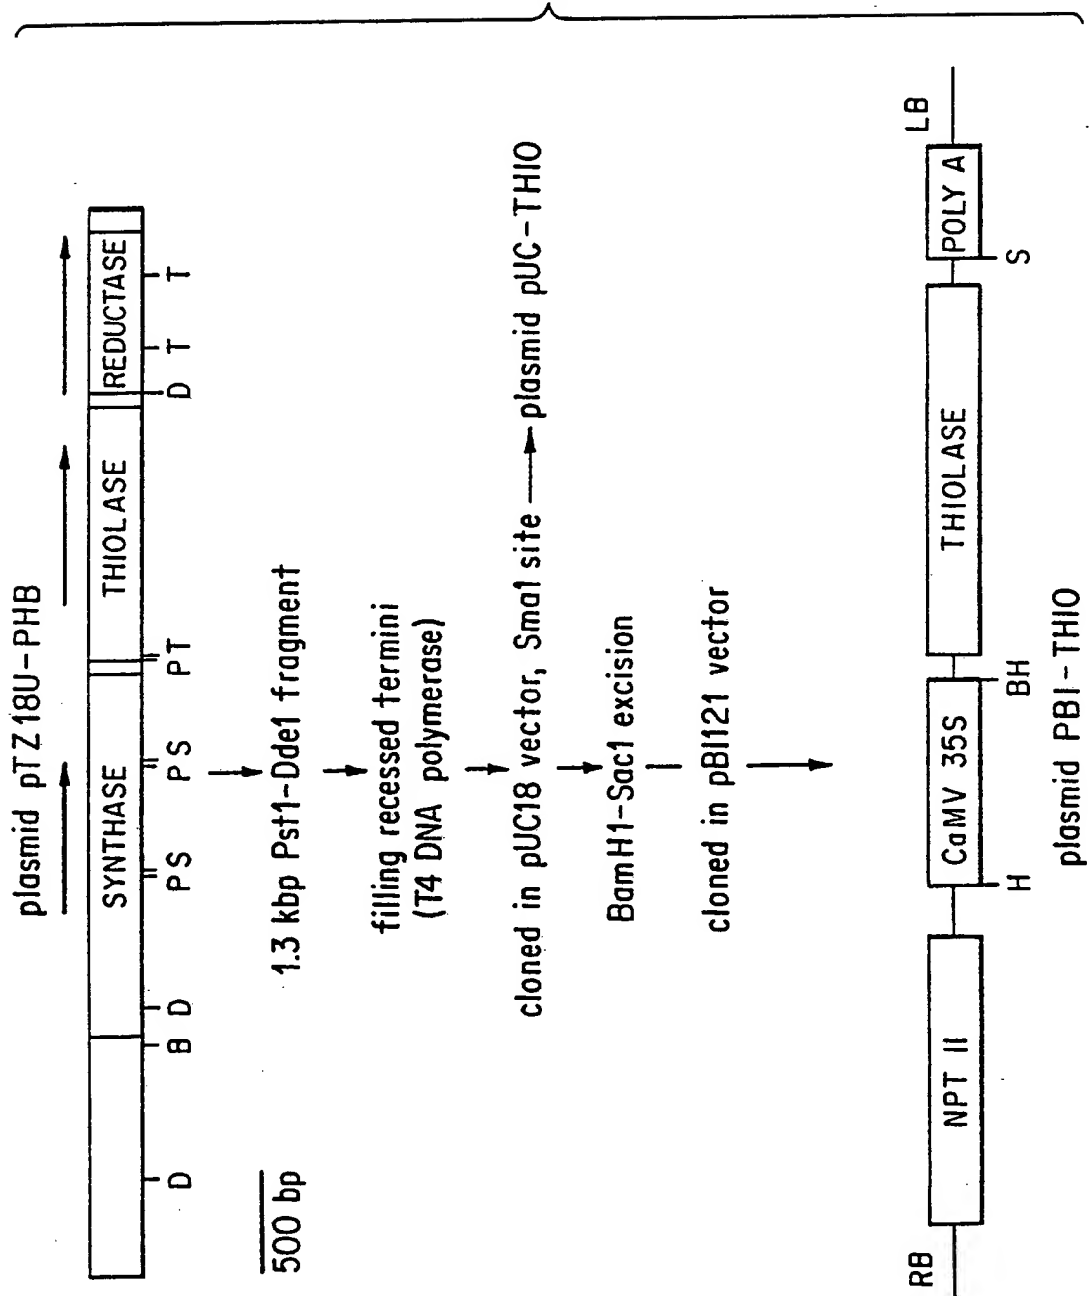 plasmid pTZ18U-PHB
SYNTHASE THIOLASE REDUCTASE
D B D P S P S P T D T T
500 bp
1.3 kbp Pst1-Dde1 fragment
filling recessed termini
(T4 DNA polymerase)
cloned in pUC18 vector, Sma1 site plasmid pUC-THIO
BamH1-Sac1 excision
cloned in pBI121 vector
RB NPT II CaMV 35S THIOLASE POLY A LB
H BH S
plasmid PBI-THIO